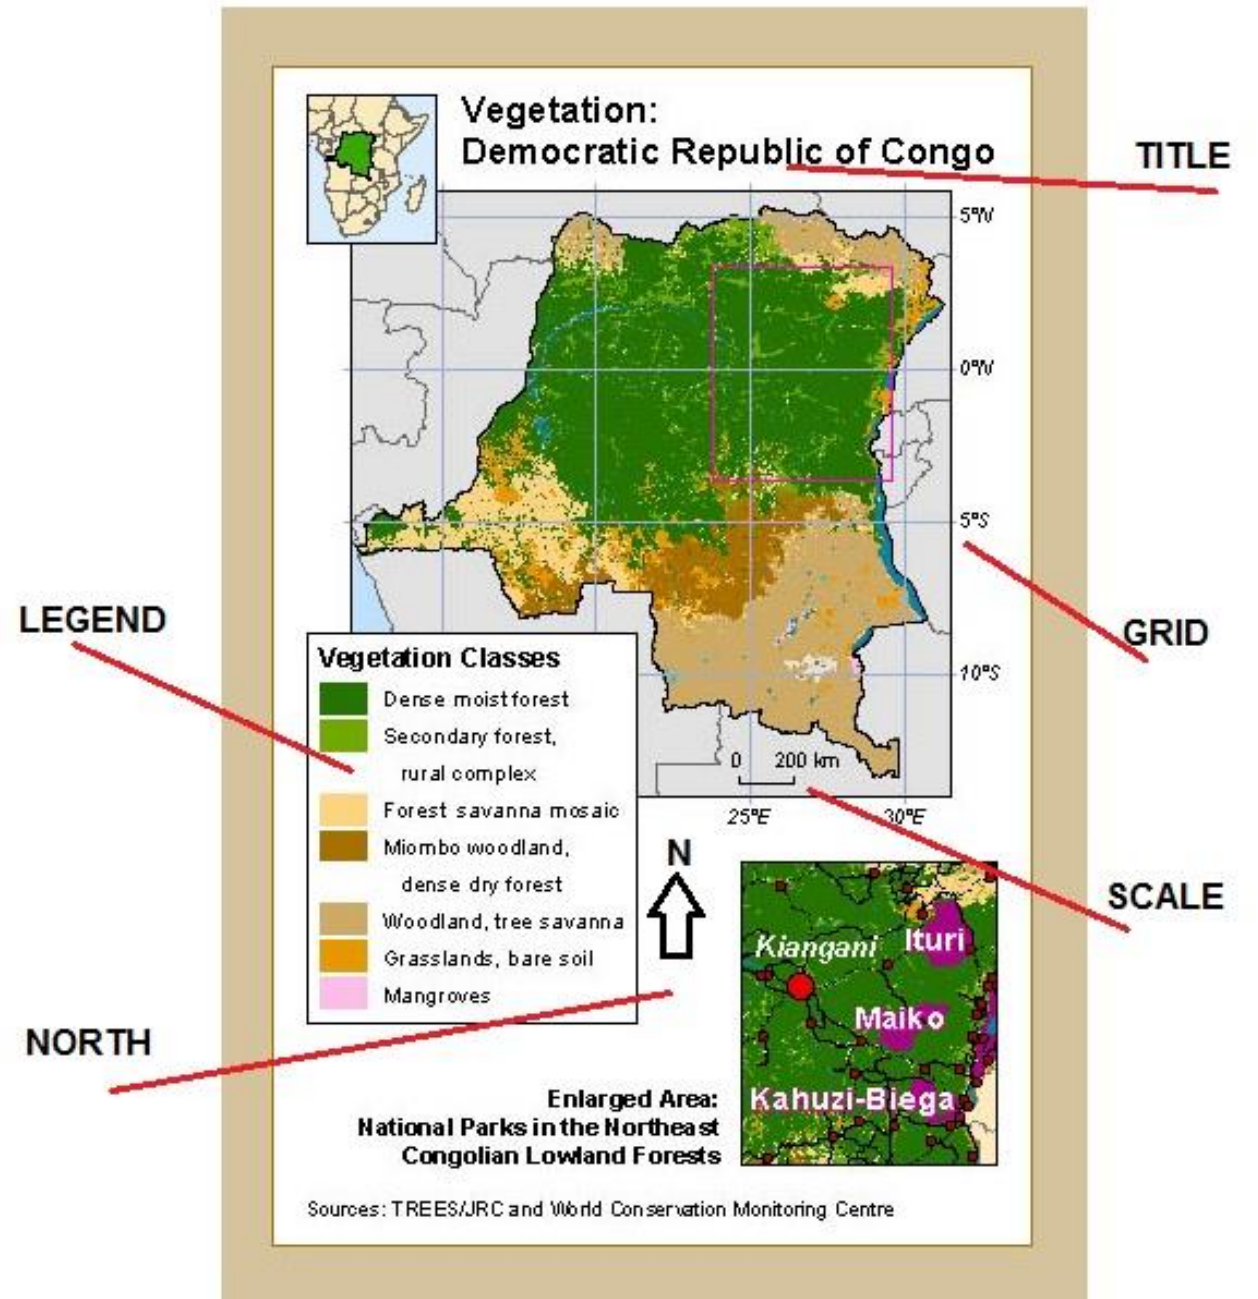 Vegetation:
Democratic Republic of Congo
TITLE
5°W
0°W
5°S
GRID
10°S
LEGEND
Vegetation Classes
Dense moist forest
Secondary forest,
rural complex
Forest savanna mosaic
Miombo woodland,
dense dry forest
Woodland, tree savanna
Grasslands, bare soil
Mangroves
0 200 km
25°E 30°E
SCALE
N
NORTH
Kiangani
Ituri
Maiko
Kahuzi-Biega
Enlarged Area:
National Parks in the Northeast
Congolian Lowland Forests
Sources: TREES/JRC and World Conservation Monitoring Centre